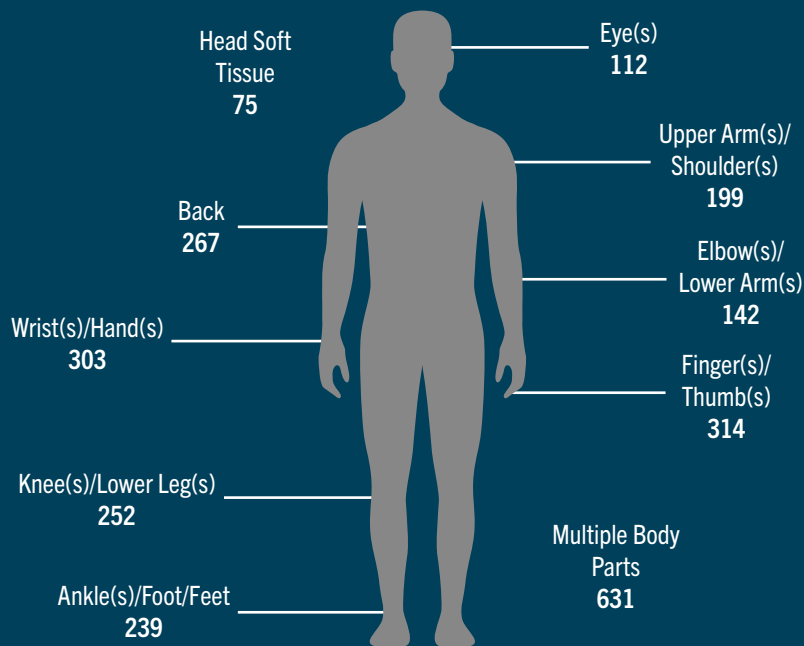 Head Soft
Tissue
75
Eye(s)
112
Upper Arm(s)/
Shoulder(s)
199
Back
267
Elbow(s)/
Lower Arm(s)
142
Wrist(s)/Hand(s)
303
Finger(s)/
Thumb(s)
314
Knee(s)/Lower Leg(s)
252
Multiple Body
Parts
631
Ankle(s)/Foot/Feet
239